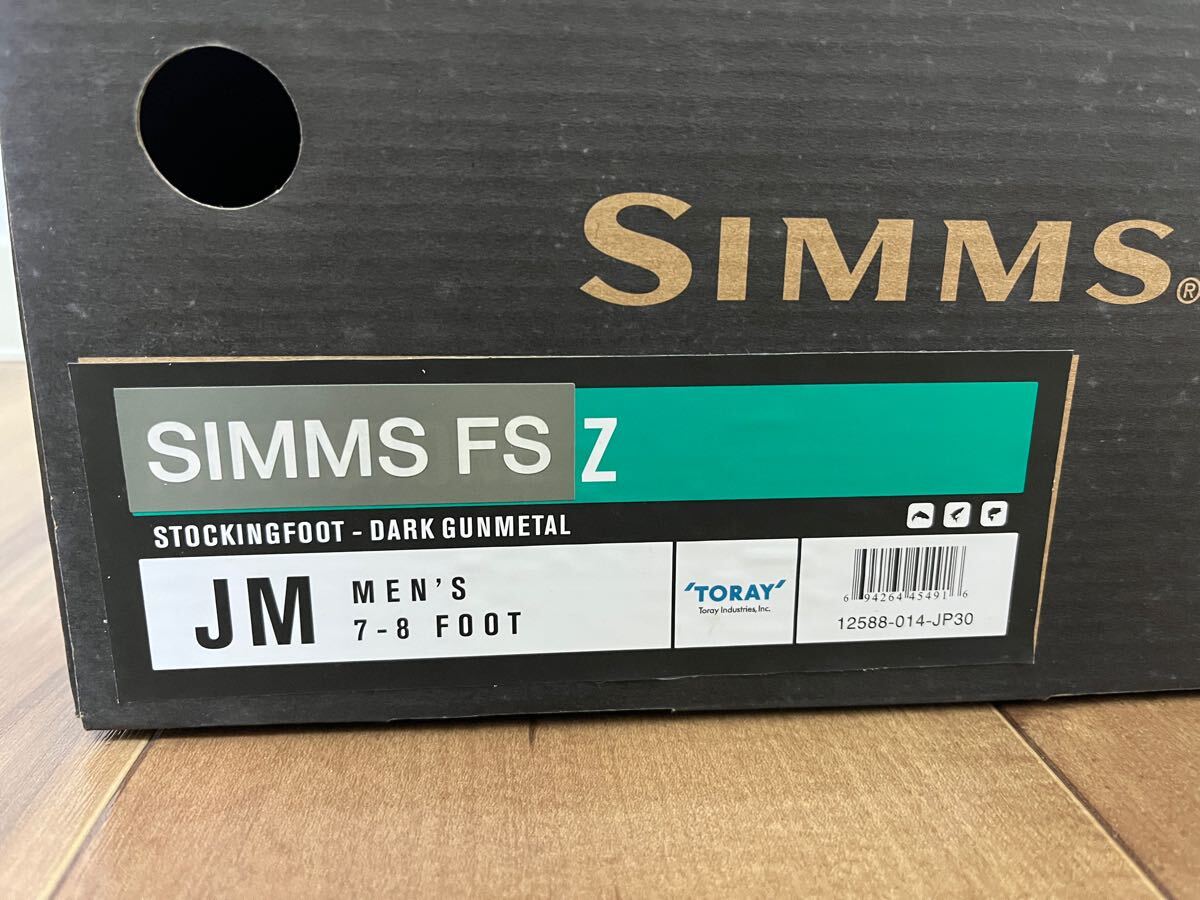 SIMMS®
SIMMS FS Z
STOCKINGFOOT - DARK GUNMETAL
JM
MEN'S
7-8 FOOT
'TORAY'
Toray Industries, Inc.
6 94264 45491 6
12588-014-JP30